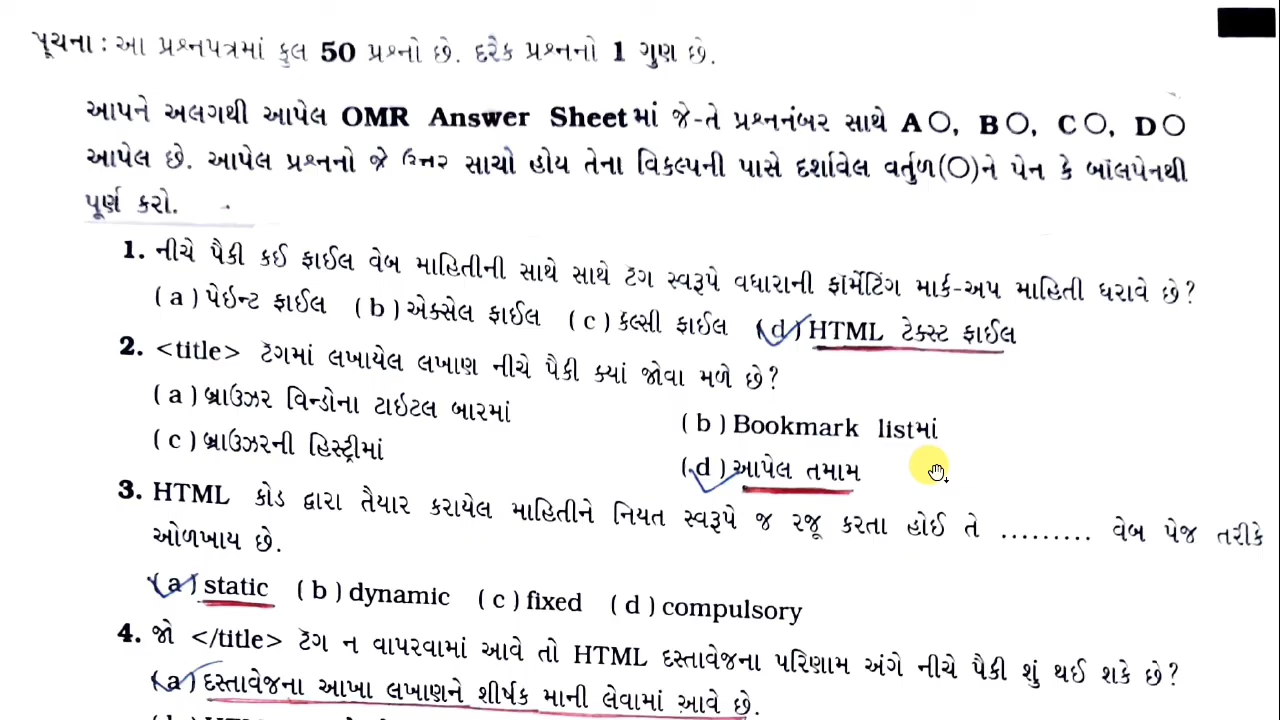 સૂચના : આ પ્રશ્નપત્રમાં કુલ 50 પ્રશ્નો છે. દરેક પ્રશ્નનો 1 ગુણ છે.
આપને અલગથી આપેલ OMR Answer Sheetમાં જે-તે પ્રશ્નનંબર સાથે A○, B○, C○, D○
આપેલ છે. આપેલ પ્રશ્નનો જે ઉત્તર સાચો હોય તેના વિકલ્પની પાસે દર્શાવેલ વર્તુળ(○)ને પેન કે બૉલપેનથી
પૂર્ણ કરો.
1. નીચે પૈકી કઈ ફાઈલ વેબ માહિતીની સાથે સાથે ટૅગ સ્વરૂપે વધારાની ફૉર્મેટિંગ માર્ક-અપ માહિતી ધરાવે છે?
(a) પેઇન્ટ ફાઈલ (b) એક્સેલ ફાઈલ (c) કલ્સી ફાઈલ (d) HTML ટેક્સ્ટ ફાઈલ
2. <title> ટૅગમાં લખાયેલ લખાણ નીચે પૈકી ક્યાં જોવા મળે છે?
(a) બ્રાઉઝર વિન્ડોના ટાઇટલ બારમાં (b) Bookmark listમાં
(c) બ્રાઉઝરની હિસ્ટ્રીમાં (d) આપેલ તમામ
3. HTML કોડ દ્વારા તૈયાર કરાયેલ માહિતીને નિયત સ્વરૂપે જ રજૂ કરતા હોઈ તે ......... વેબ પેજ તરીકે
ઓળખાય છે.
(a) static (b) dynamic (c) fixed (d) compulsory
4. જો </title> ટૅગ ન વાપરવામાં આવે તો HTML દસ્તાવેજના પરિણામ અંગે નીચે પૈકી શું થઈ શકે છે?
(a) દસ્તાવેજના આખા લખાણને શીર્ષક માની લેવામાં આવે છે.